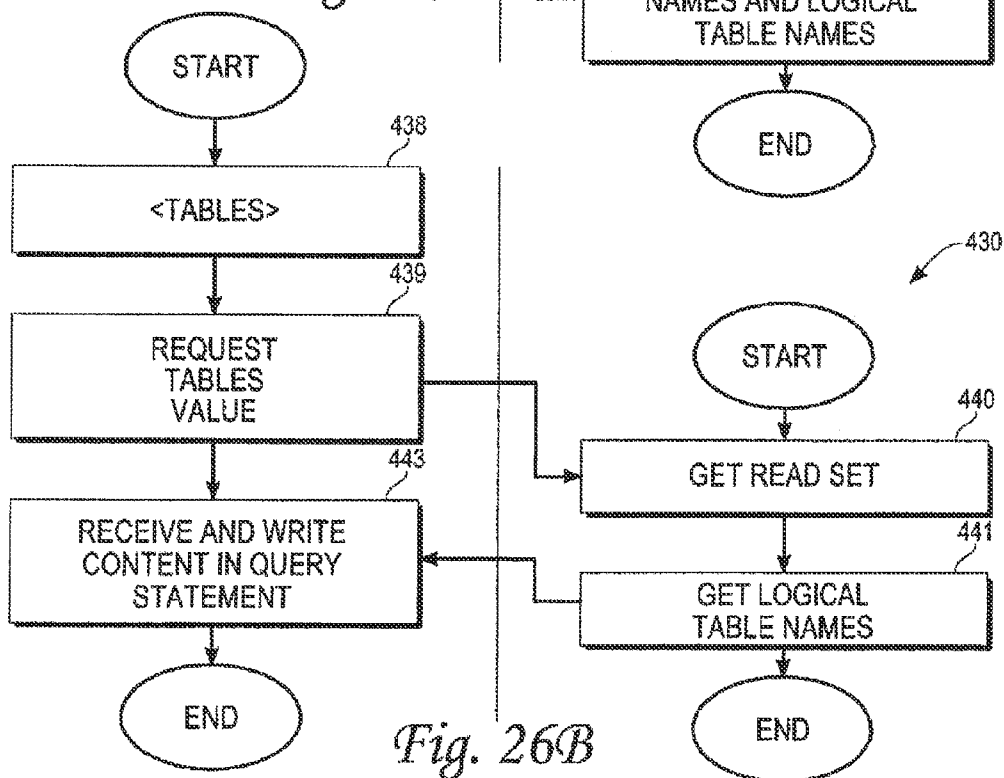 NAMES AND LOGICAL
TABLE NAMES
END
START
438
<TABLES>
439
REQUEST
TABLES
VALUE
443
RECEIVE AND WRITE
CONTENT IN QUERY
STATEMENT
END
430
START
440
GET READ SET
441
GET LOGICAL
TABLE NAMES
END
Fig. 26B